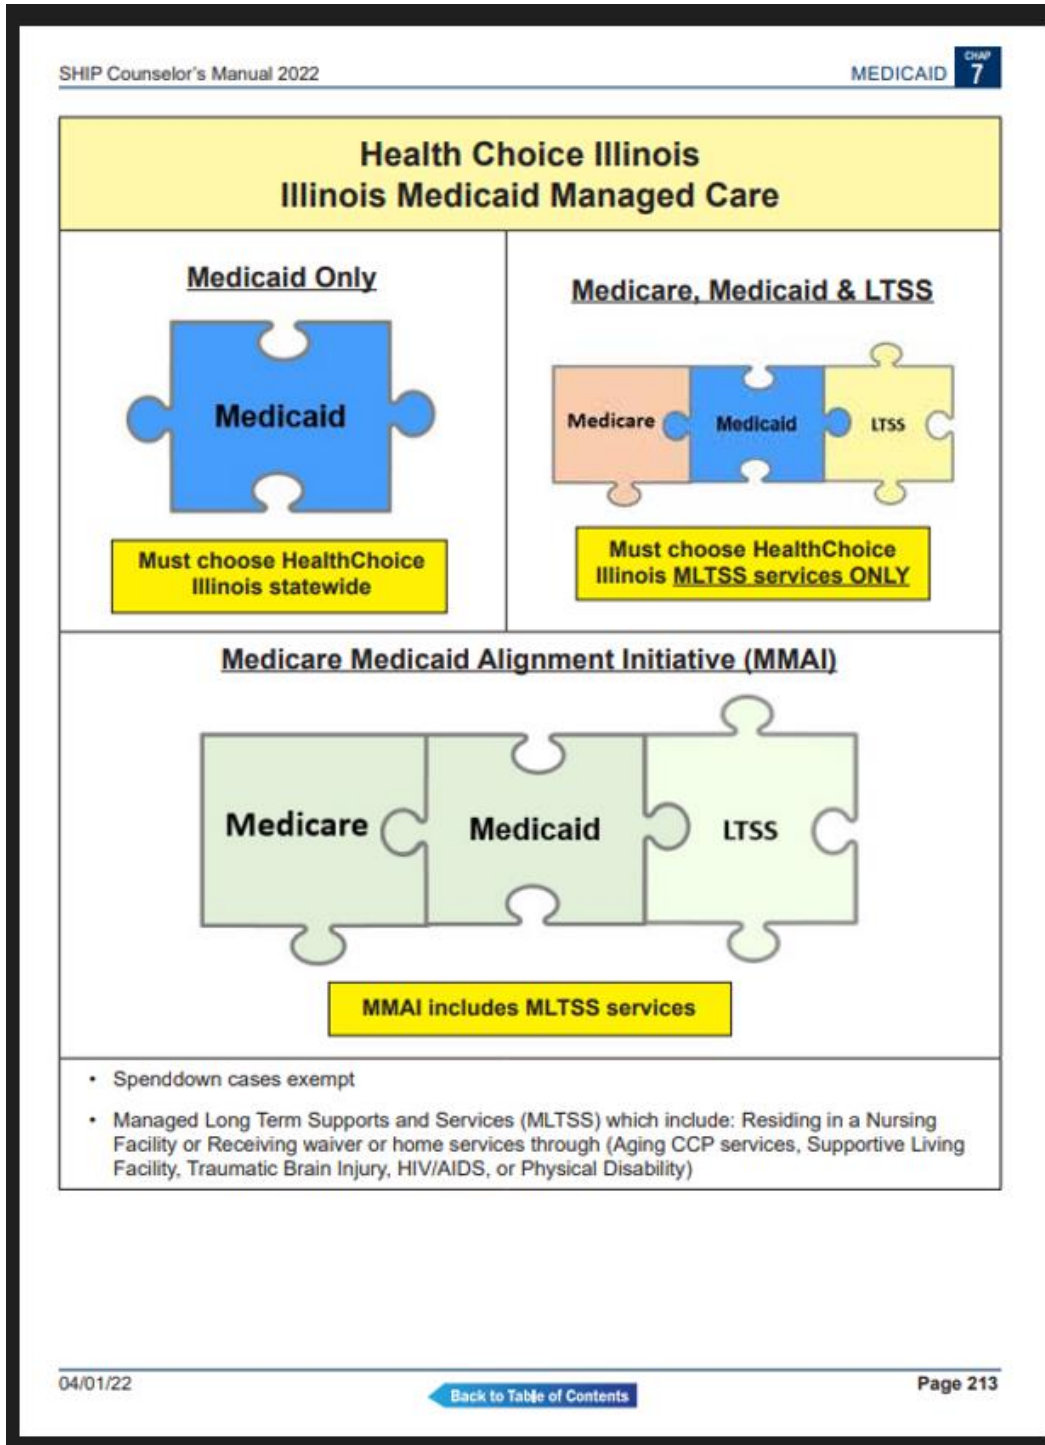 SHIP Counselor's Manual 2022
MEDICAID
CHAP
7
Health Choice Illinois
Illinois Medicaid Managed Care
Medicaid Only
Medicaid
Must choose HealthChoice
Illinois statewide
Medicare, Medicaid & LTSS
Medicare
Medicaid
LTSS
Must choose HealthChoice
Illinois MLTSS services ONLY
Medicare Medicaid Alignment Initiative (MMAI)
Medicare
Medicaid
LTSS
MMAI includes MLTSS services
• Spenddown cases exempt
• Managed Long Term Supports and Services (MLTSS) which include: Residing in a Nursing
Facility or Receiving waiver or home services through (Aging CCP services, Supportive Living
Facility, Traumatic Brain Injury, HIV/AIDS, or Physical Disability)
04/01/22
Back to Table of Contents
Page 213